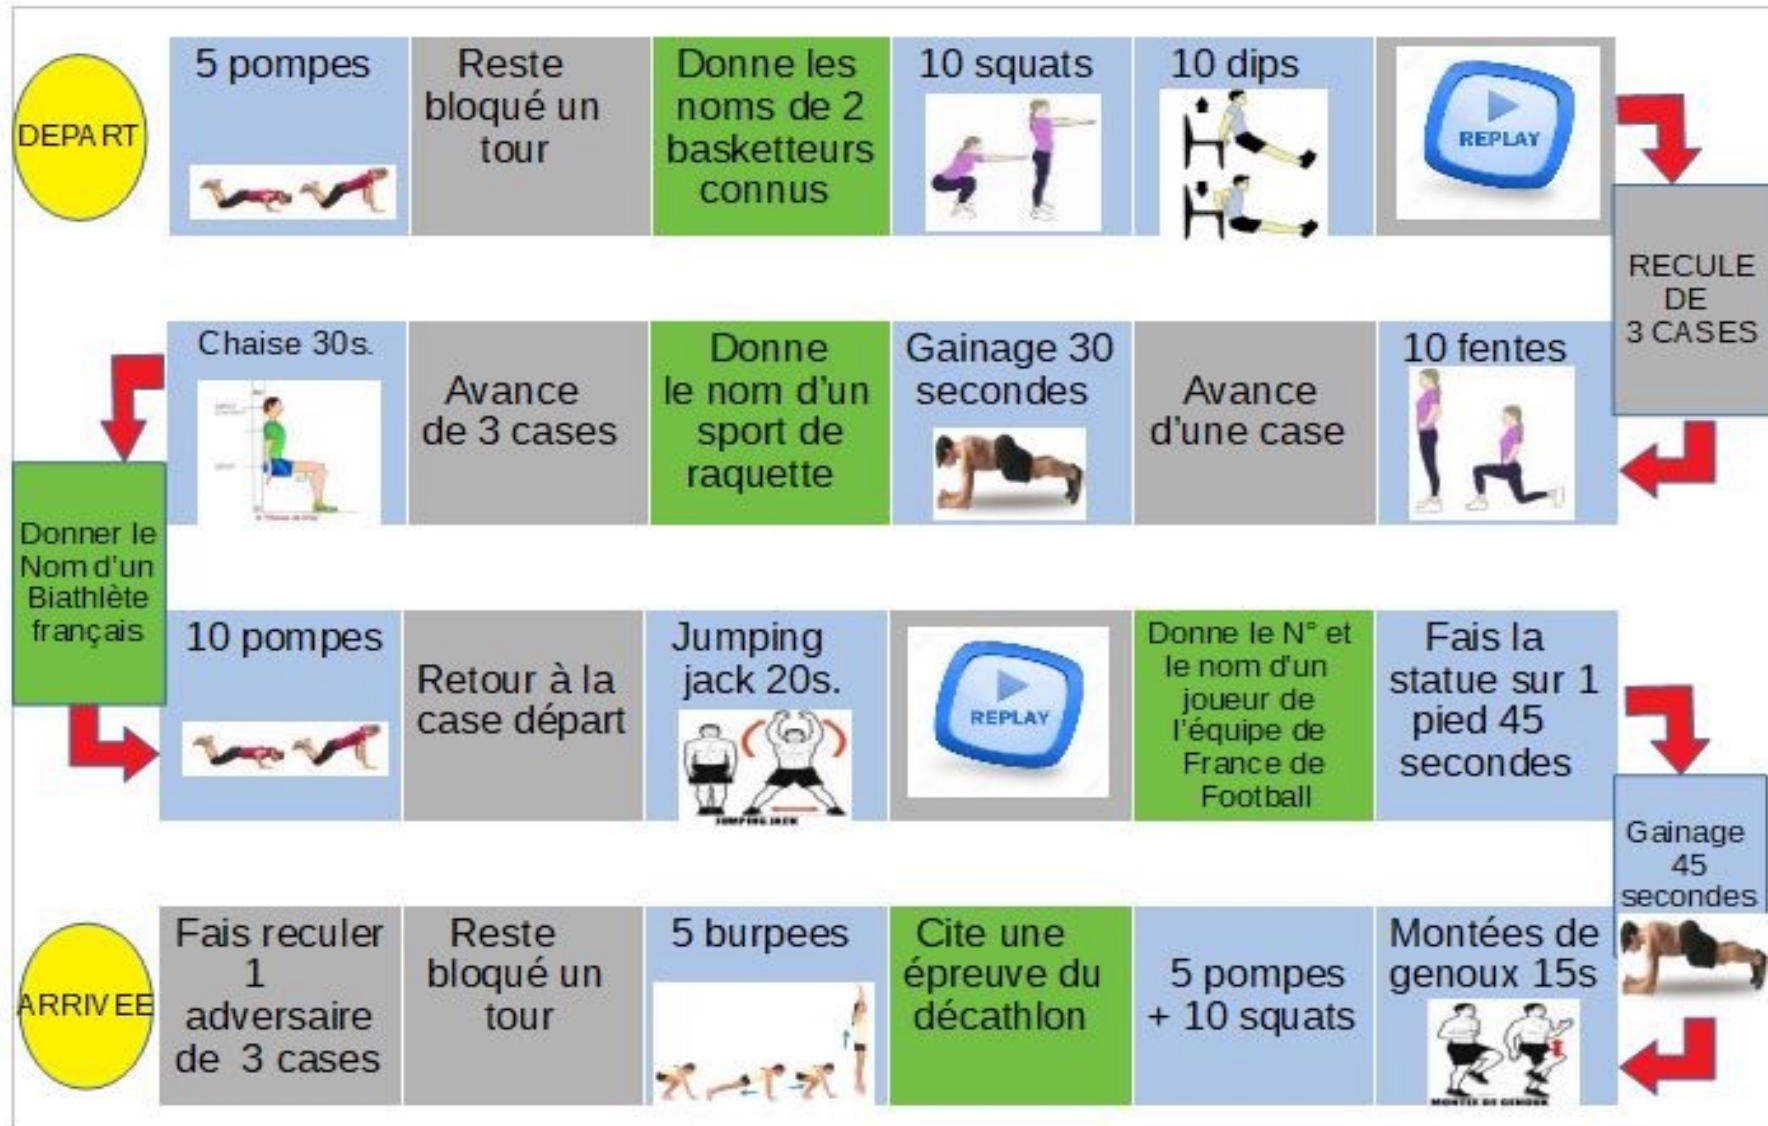 DEPART
5 pompes
Reste
bloqué un
tour
Donne les
noms de 2
basketteurs
connus
10 squats
10 dips
REPLAY
RECULE
DE
3 CASES
10 fentes
Avance
d'une case
Gainage 30
secondes
Donne
le nom d'un
sport de
raquette
Avance
de 3 cases
Chaise 30s.
Donner le
Nom d'un
Biathlète
français
10 pompes
Retour à la
case départ
Jumping
jack 20s.
JUMPING JACK
REPLAY
Donne le N° et
le nom d'un
joueur de
l'équipe de
France de
Football
Fais la
statue sur 1
pied 45
secondes
Gainage
45
secondes
Montées de
genoux 15s
MONTEE DE GENOUX
5 pompes
+ 10 squats
Cite une
épreuve du
décathlon
5 burpees
Reste
bloqué un
tour
Fais reculer
1
adversaire
de 3 cases
ARRIVEE